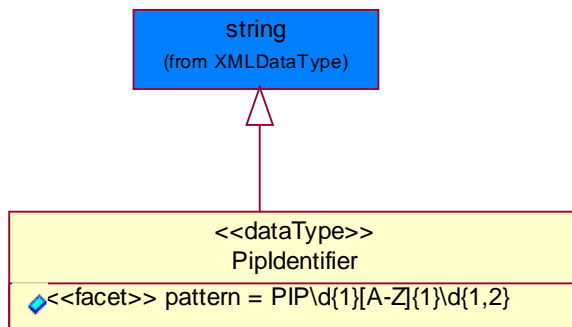 string
(from XMLDataType)
<<dataType>>
PipIdentifier
<<facet>> pattern = PIP\d{1}[A-Z]{1}\d{1,2}